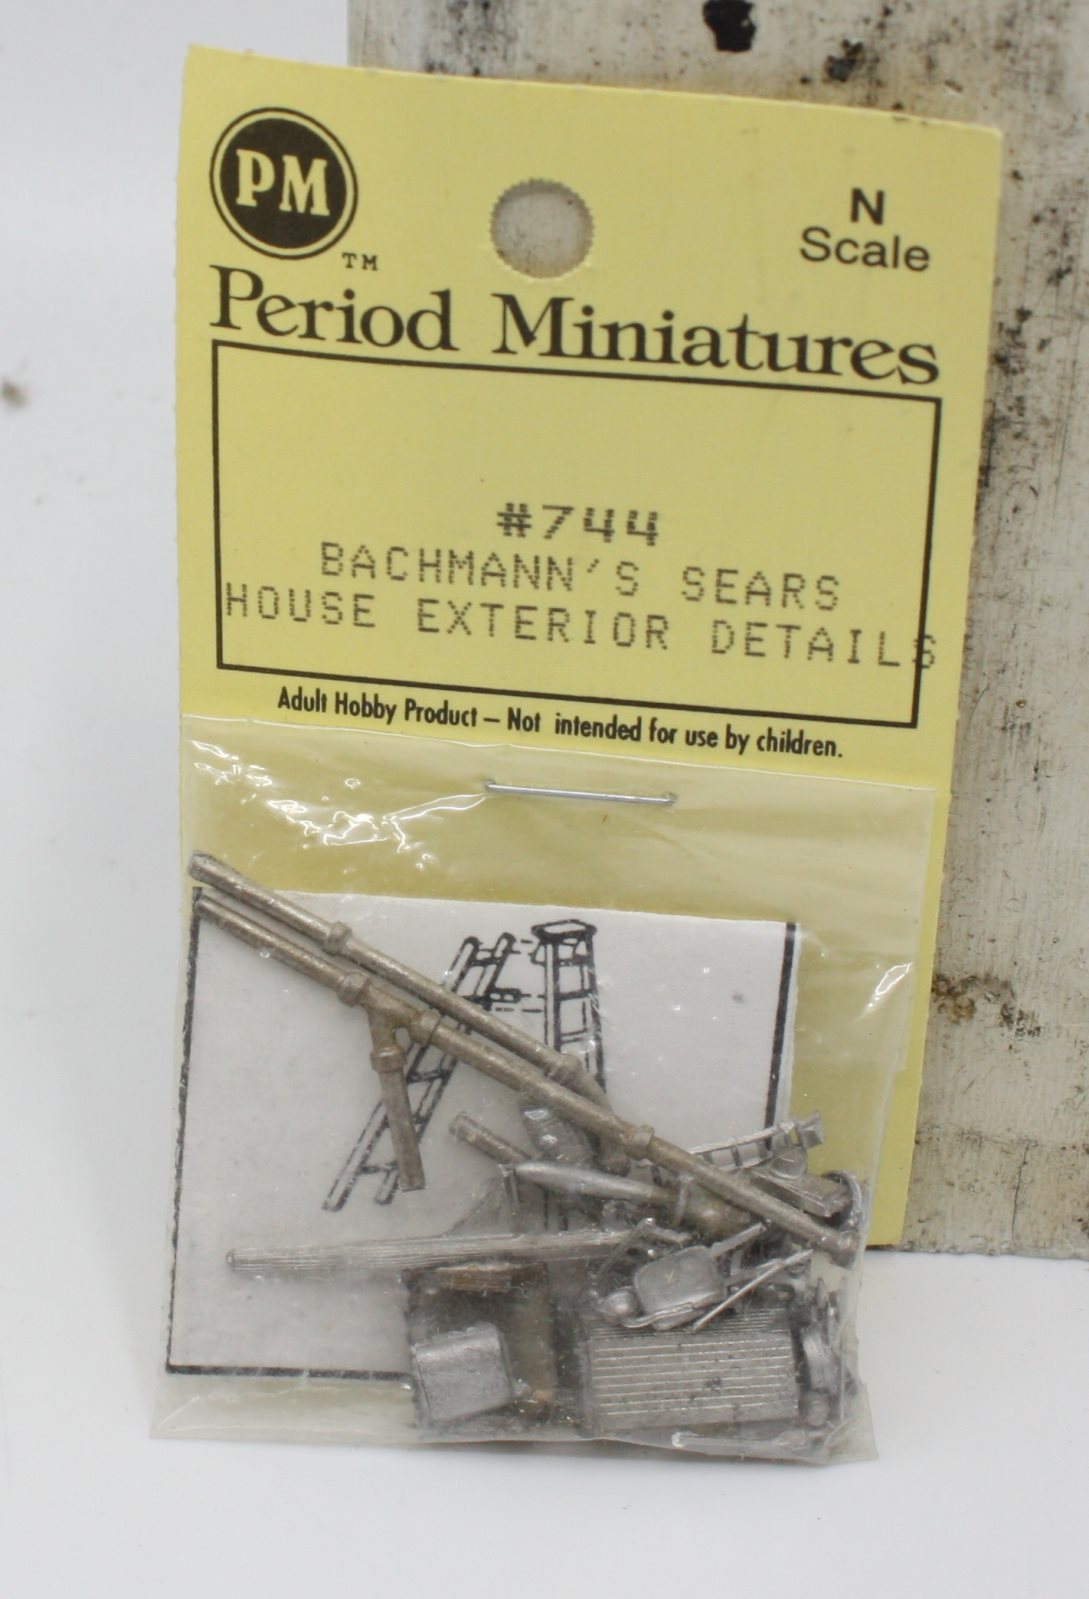 PM
TM
N
Scale
Period Miniatures
#744
BACHMANN'S SEARS
HOUSE EXTERIOR DETAILS
Adult Hobby Product – Not intended for use by children.